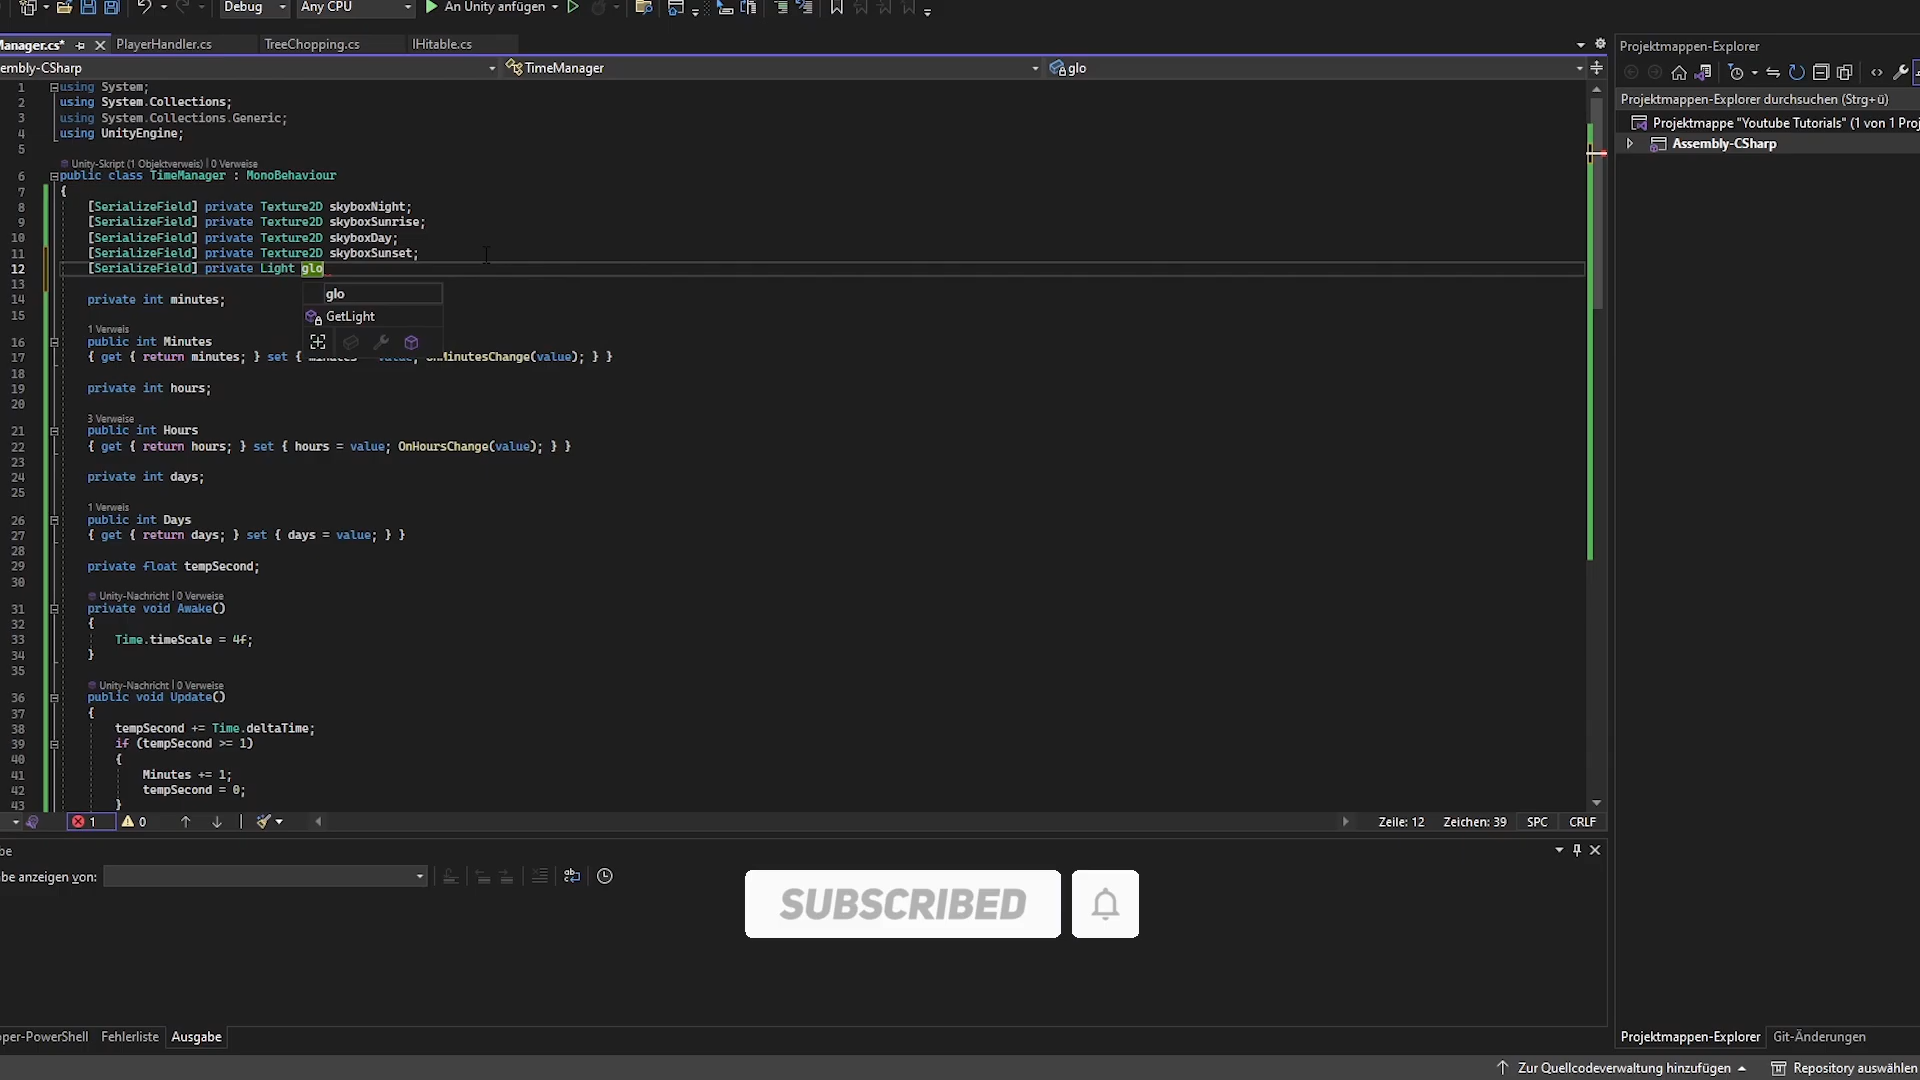 Debug Any CPU An Unity anfügen
Manager.cs* PlayerHandler.cs TreeChopping.cs IHitable.cs
embly-CSharp TimeManager glo
1 using System;
2 using System.Collections;
3 using System.Collections.Generic;
4 using UnityEngine;
5
Unity-Skript (1 Objektverweis) | 0 Verweise
6 public class TimeManager : MonoBehaviour
7 {
8 [SerializeField] private Texture2D skyboxNight;
9 [SerializeField] private Texture2D skyboxSunrise;
10 [SerializeField] private Texture2D skyboxDay;
11 [SerializeField] private Texture2D skyboxSunset;
12 [SerializeField] private Light glo
13
glo
14 private int minutes;
GetLight
15
1 Verweis
16 public int Minutes
17 { get { return minutes; } set { minutes = value; OnMinutesChange(value); } }
18
19 private int hours;
20
3 Verweise
21 public int Hours
22 { get { return hours; } set { hours = value; OnHoursChange(value); } }
23
24 private int days;
25
1 Verweis
26 public int Days
27 { get { return days; } set { days = value; } }
28
29 private float tempSecond;
30
Unity-Nachricht | 0 Verweise
31 private void Awake()
32 {
33 Time.timeScale = 4f;
34 }
35
Unity-Nachricht | 0 Verweise
36 public void Update()
37 {
38 tempSecond += Time.deltaTime;
39 if (tempSecond >= 1)
40 {
41 Minutes += 1;
42 tempSecond = 0;
43 }
1 0 Zeile: 12 Zeichen: 39 SPC CRLF
be
be anzeigen von:
SUBSCRIBED
per-PowerShell Fehlerliste Ausgabe
Projektmappen-Explorer
Projektmappen-Explorer durchsuchen (Strg+ü)
Projektmappe "Youtube Tutorials" (1 von 1 Proj
Assembly-CSharp
Projektmappen-Explorer Git-Änderungen
Zur Quellcodeverwaltung hinzufügen Repository auswählen